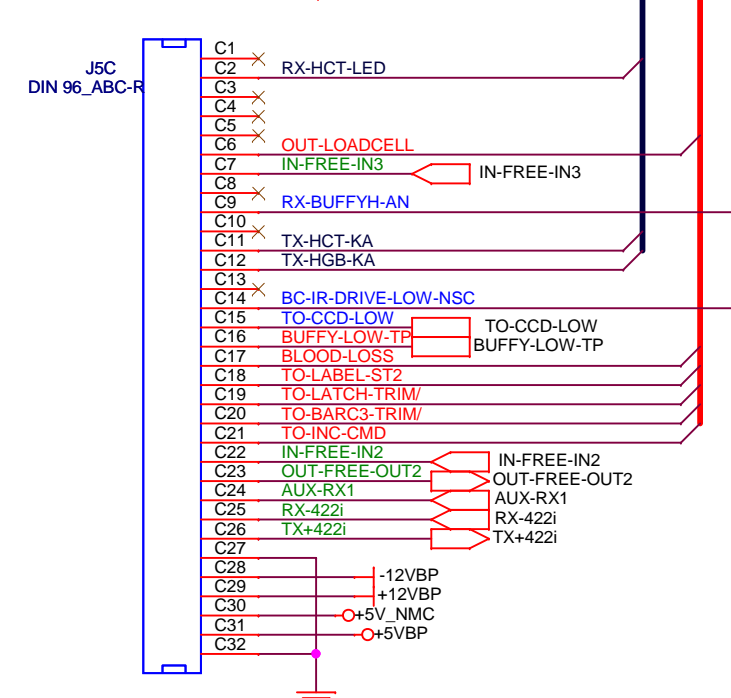 J5C
DIN 96_ABC-R
C1
C2 RX-HCT-LED
C3
C4
C5
C6 OUT-LOADCELL
C7 IN-FREE-IN3 IN-FREE-IN3
C8
C9 RX-BUFFYH-AN
C10
C11 TX-HCT-KA
C12 TX-HGB-KA
C13
C14 BC-IR-DRIVE-LOW-NSC
C15 TO-CCD-LOW TO-CCD-LOW
C16 BUFFY-LOW-TP BUFFY-LOW-TP
C17 BLOOD-LOSS
C18 TO-LABEL-ST2
C19 TO-LATCH-TRIM/
C20 TO-BARC3-TRIM/
C21 TO-INC-CMD
C22 IN-FREE-IN2 IN-FREE-IN2
C23 OUT-FREE-OUT2 OUT-FREE-OUT2
C24 AUX-RX1 AUX-RX1
C25 RX-422i RX-422i
C26 TX+422i TX+422i
C27
C28 -12VBP
C29 +12VBP
C30 +5V_NMC
C31 +5VBP
C32